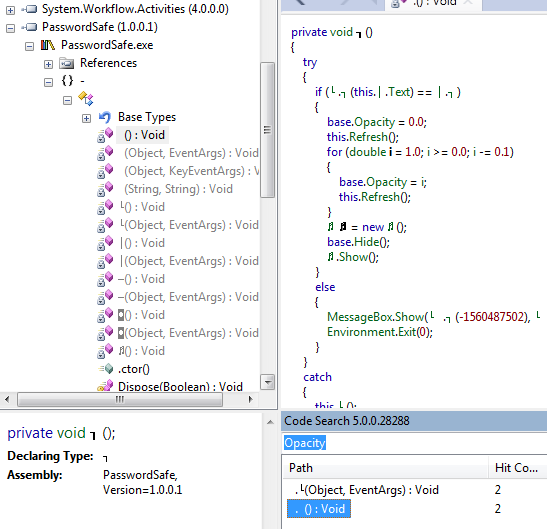 System.Workflow.Activities (4.0.0.0)
PasswordSafe (1.0.0.1)
PasswordSafe.exe
References
{ } -
Base Types
() : Void
(Object, EventArgs) : Void
(Object, KeyEventArgs) : Void
(String, String) : Void
└() : Void
└(Object, EventArgs) : Void
│() : Void
│(Object, EventArgs) : Void
─() : Void
─(Object, EventArgs) : Void
◘() : Void
◘(Object, EventArgs) : Void
♫() : Void
.ctor()
Dispose(Boolean) : Void
private void ┐ ();
Declaring Type: ┐
Assembly: PasswordSafe,
Version=1.0.0.1
.() : Void
private void ┐ ()
{
try
{
if (└ .┐ (this.│ .Text) == │ .┐ )
{
base.Opacity = 0.0;
this.Refresh();
for (double i = 1.0; i >= 0.0; i -= 0.1)
{
base.Opacity = i;
this.Refresh();
}
♫ ♫ = new ♫ ();
base.Hide();
♫ .Show();
}
else
{
MessageBox.Show(└ .┐ (-1560487502), └
Environment.Exit(0);
}
}
catch
{
this.└ ();
Code Search 5.0.0.28288
Opacity
Path Hit Co...
.└(Object, EventArgs) : Void 2
. () : Void 2